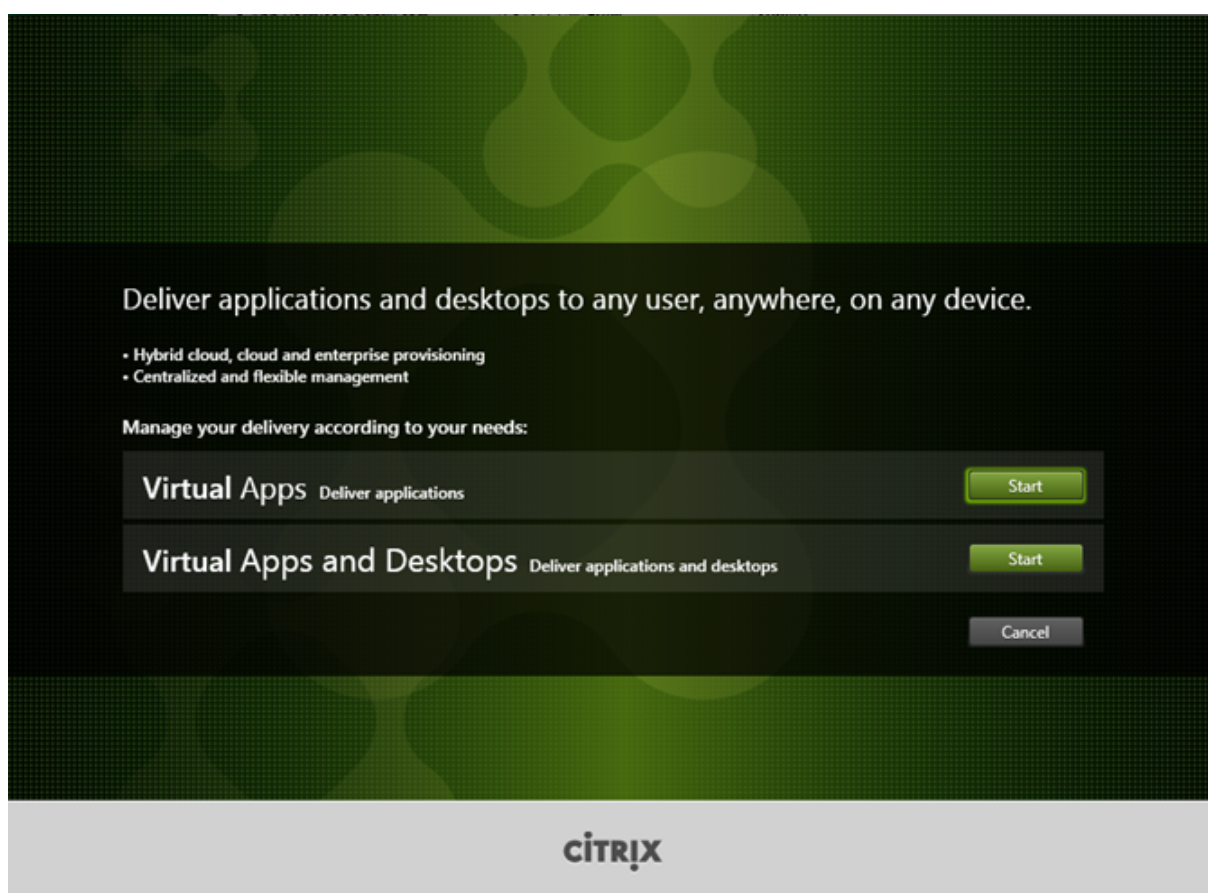 Deliver applications and desktops to any user, anywhere, on any device.
• Hybrid cloud, cloud and enterprise provisioning
• Centralized and flexible management
Manage your delivery according to your needs:
Virtual Apps Deliver applications
Start
Virtual Apps and Desktops Deliver applications and desktops
Start
Cancel
CITRIX